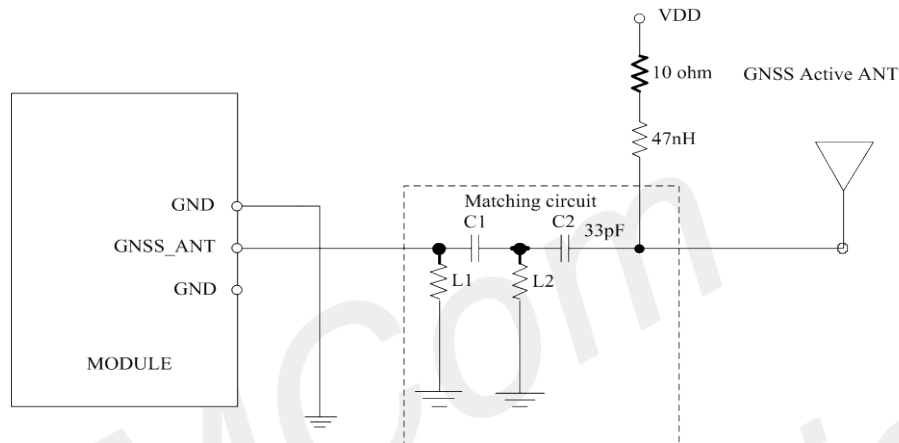 VDD
10 ohm
GNSS Active ANT
47nH
Matching circuit
GND
C1
C2
33pF
GNSS_ANT
L1
L2
GND
MODULE